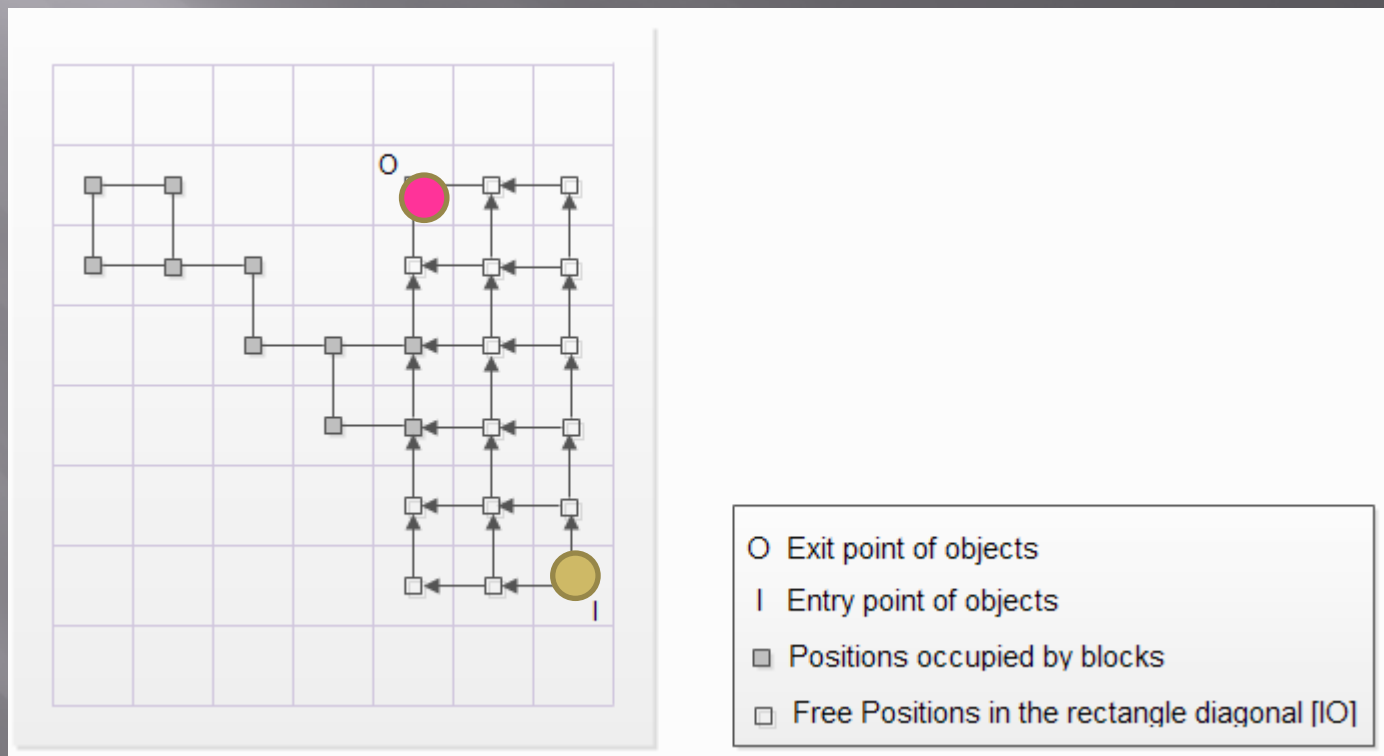 O
I
O Exit point of objects
I Entry point of objects
Positions occupied by blocks
Free Positions in the rectangle diagonal [IO]